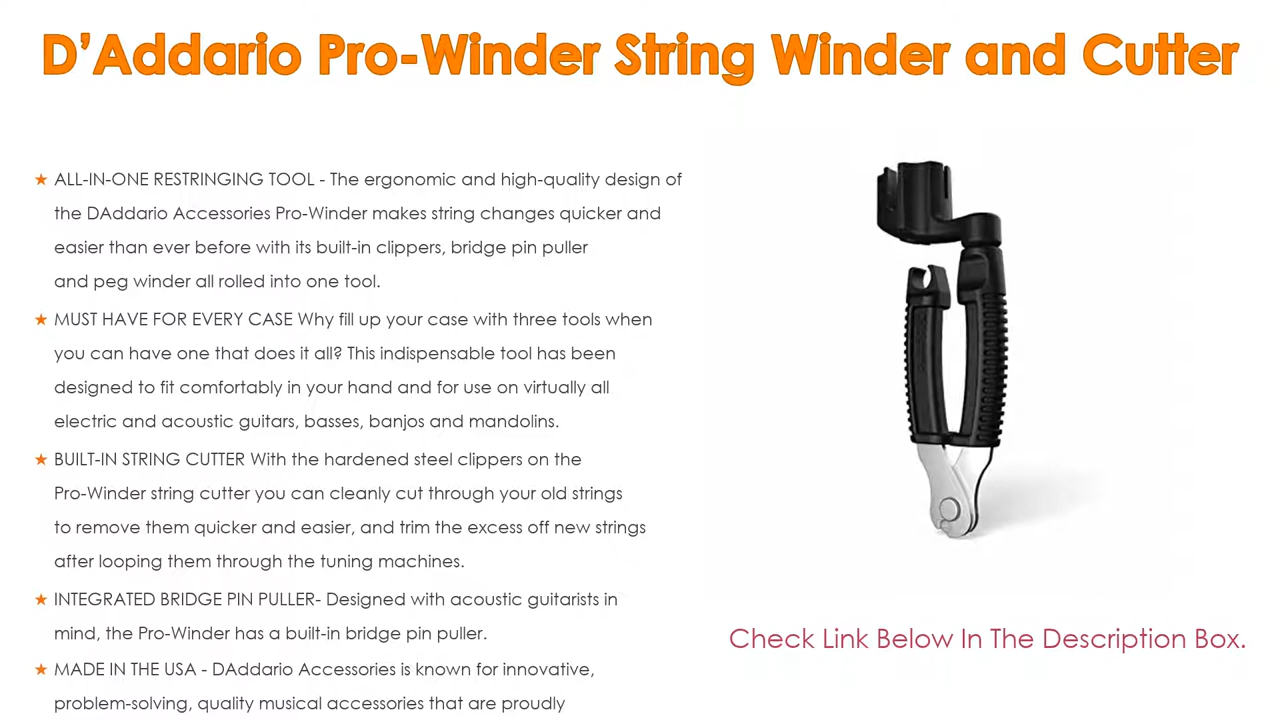 D’Addario Pro-Winder String Winder and Cutter
★ ALL-IN-ONE RESTRINGING TOOL - The ergonomic and high-quality design of
the DAddario Accessories Pro-Winder makes string changes quicker and
easier than ever before with its built-in clippers, bridge pin puller
and peg winder all rolled into one tool.
★ MUST HAVE FOR EVERY CASE Why fill up your case with three tools when
you can have one that does it all? This indispensable tool has been
designed to fit comfortably in your hand and for use on virtually all
electric and acoustic guitars, basses, banjos and mandolins.
★ BUILT-IN STRING CUTTER With the hardened steel clippers on the
Pro-Winder string cutter you can cleanly cut through your old strings
to remove them quicker and easier, and trim the excess off new strings
after looping them through the tuning machines.
★ INTEGRATED BRIDGE PIN PULLER- Designed with acoustic guitarists in
mind, the Pro-Winder has a built-in bridge pin puller.
★ MADE IN THE USA - DAddario Accessories is known for innovative,
problem-solving, quality musical accessories that are proudly
Check Link Below In The Description Box.